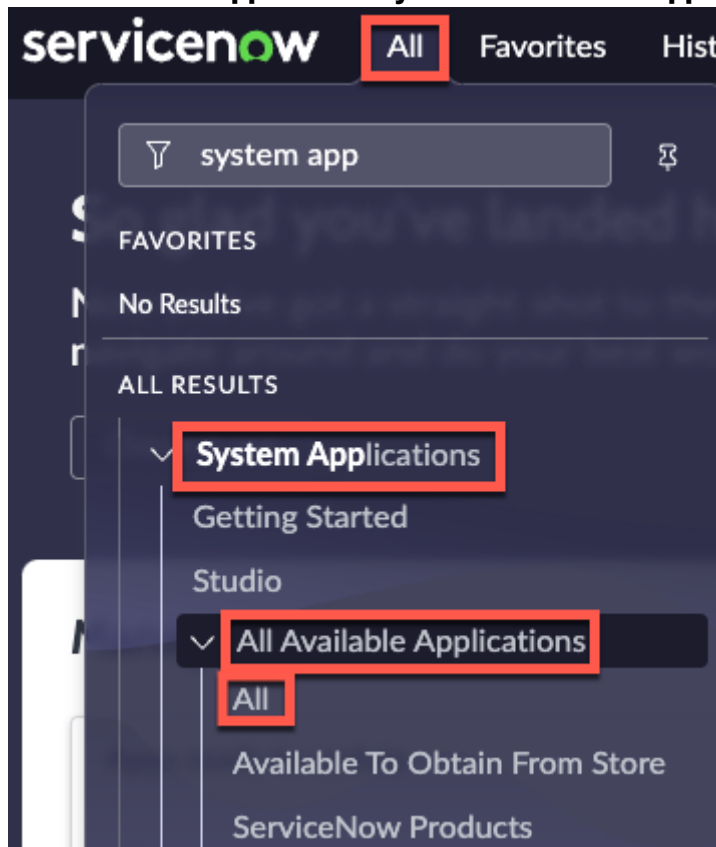 servicenow All Favorites Hist
system app
FAVORITES
No Results
ALL RESULTS
System Applications
Getting Started
Studio
All Available Applications
All
Available To Obtain From Store
ServiceNow Products